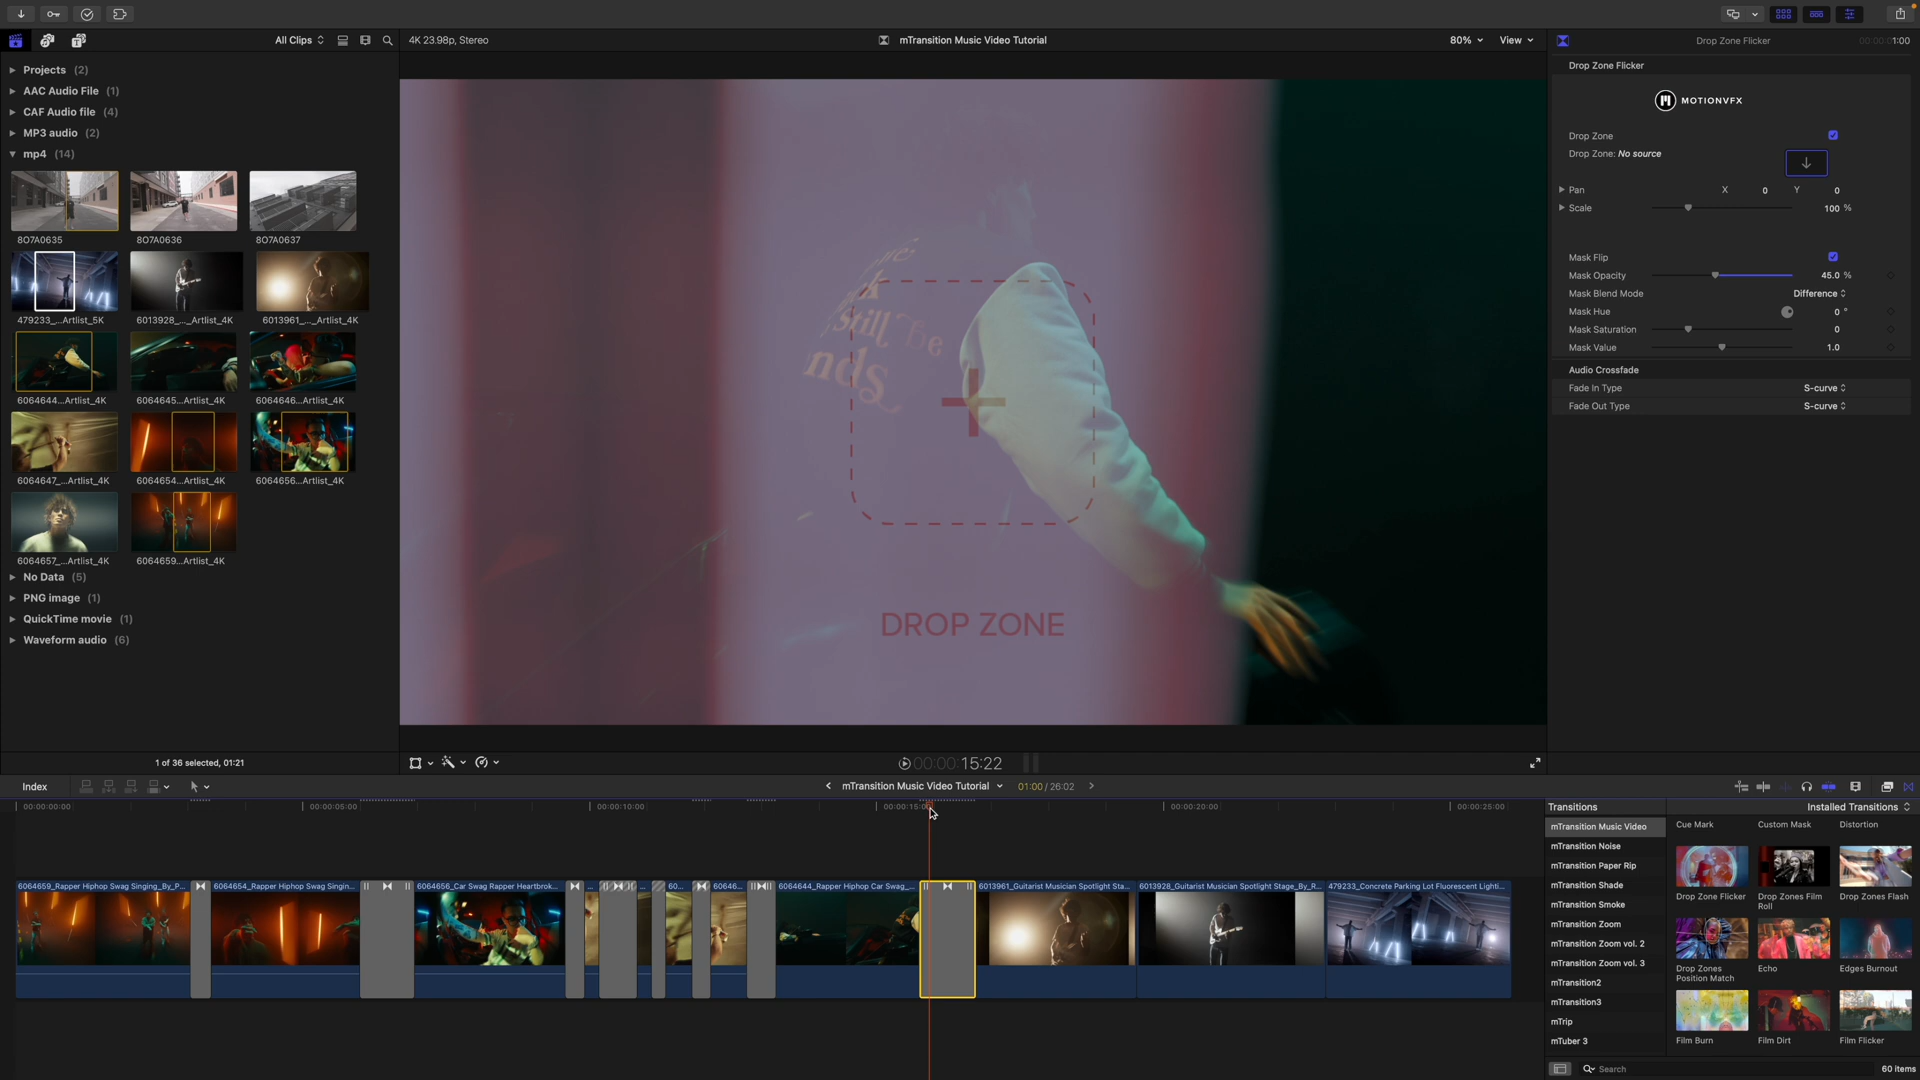 All Clips
4K 23.98p, Stereo
mTransition Music Video Tutorial
80%
View
Drop Zone Flicker
00:00:01:00
Projects (2)
AAC Audio File (1)
CAF Audio file (4)
MP3 audio (2)
mp4 (14)
8O7A0635
8O7A0636
8O7A0637
479233_...Artlist_5K
6013928_..._Artlist_4K
6013961_..._Artlist_4K
6064644...Artlist_4K
6064645...Artlist_4K
6064646...Artlist_4K
6064647_...Artlist_4K
6064654...Artlist_4K
6064656...Artlist_4K
6064657_...Artlist_4K
6064659...Artlist_4K
No Data (5)
PNG image (1)
QuickTime movie (1)
Waveform audio (6)
still Be
nds
DROP ZONE
Drop Zone Flicker
MOTIONVFX
Drop Zone
Drop Zone: No source
Pan X 0 Y 0
Scale 100 %
Mask Flip
Mask Opacity 45.0 %
Mask Blend Mode Difference
Mask Hue 0 °
Mask Saturation 0
Mask Value 1.0
Audio Crossfade
Fade In Type S-curve
Fade Out Type S-curve
1 of 36 selected, 01:21
00:00:15:22
Index
mTransition Music Video Tutorial
01:00 / 26:02
00:00:00:00
00:00:05:00
00:00:10:00
00:00:15:0
00:00:20:00
00:00:25:00
6064659_Rapper Hiphop Swag Singing_By_P...
6064654_Rapper Hiphop Swag Singin...
6064656_Car Swag Rapper Heartbrok...
...
...
60...
60646...
6064644_Rapper Hiphop Car Swag_...
6013961_Guitarist Musician Spotlight Sta...
6013928_Guitarist Musician Spotlight Stage_By_R...
479233_Concrete Parking Lot Fluorescent Lighti...
Transitions
Installed Transitions
mTransition Music Video
mTransition Noise
mTransition Paper Rip
mTransition Shade
mTransition Smoke
mTransition Zoom
mTransition Zoom vol. 2
mTransition Zoom vol. 3
mTransition2
mTransition3
mTrip
mTuber 3
Cue Mark
Custom Mask
Distortion
Drop Zone Flicker
Drop Zones Film
Roll
Drop Zones Flash
Drop Zones
Position Match
Echo
Edges Burnout
Film Burn
Film Dirt
Film Flicker
Search
60 items